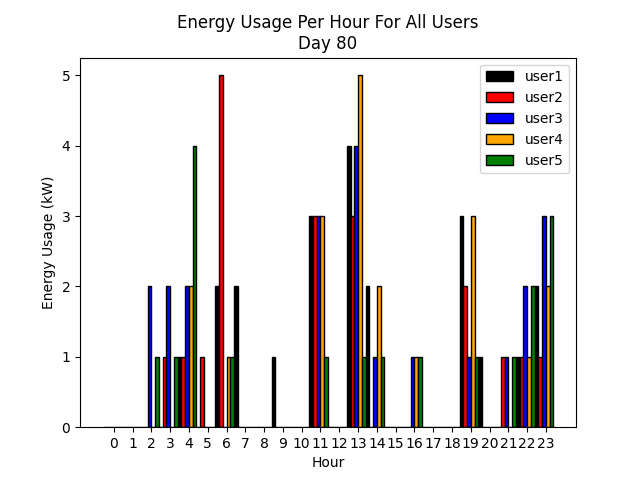 Energy Usage Per Hour For All Users
Day 80
user1
user2
user3
user4
user5
Energy Usage (kW)
5
4
3
2
1
0
0 1 2 3 4 5 6 7 8 9 10 11 12 13 14 15 16 17 18 19 20 21 22 23
Hour